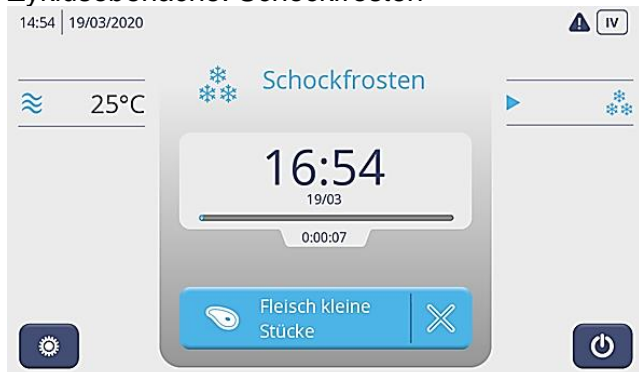 14:54 | 19/03/2020
IV
Schockfrosten
25°C
16:54
19/03
0:00:07
Fleisch kleine
Stücke